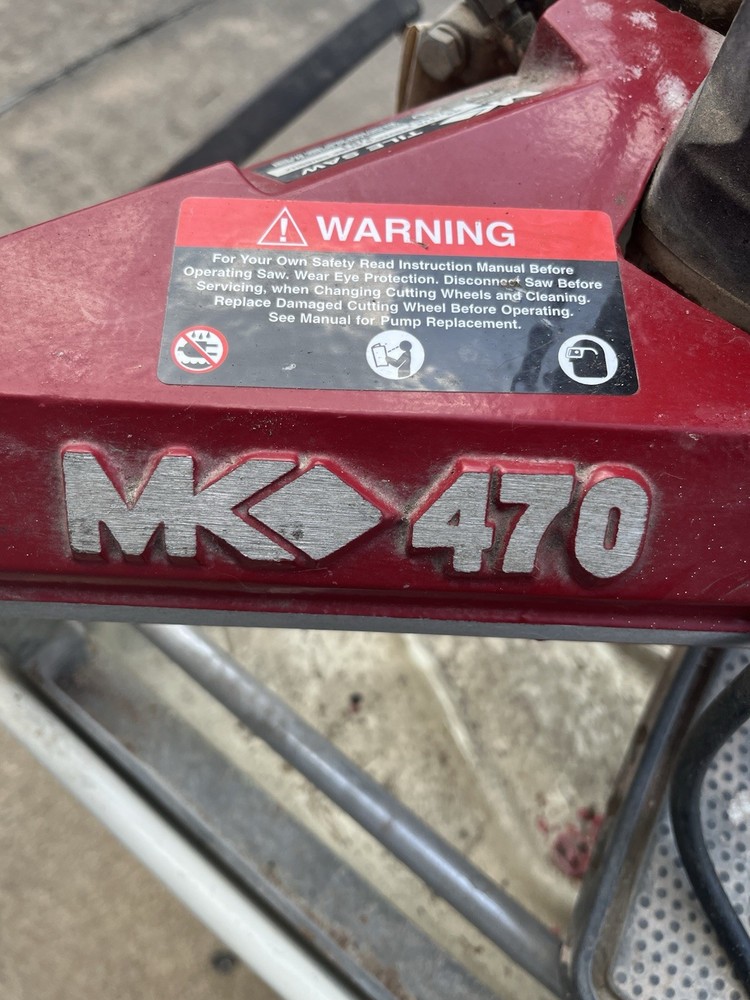 TILE SAW
WARNING
For Your Own Safety Read Instruction Manual Before
Operating Saw. Wear Eye Protection. Disconnect Saw Before
Servicing, when Changing Cutting Wheels and Cleaning.
Replace Damaged Cutting Wheel Before Operating.
See Manual for Pump Replacement.
MK 470